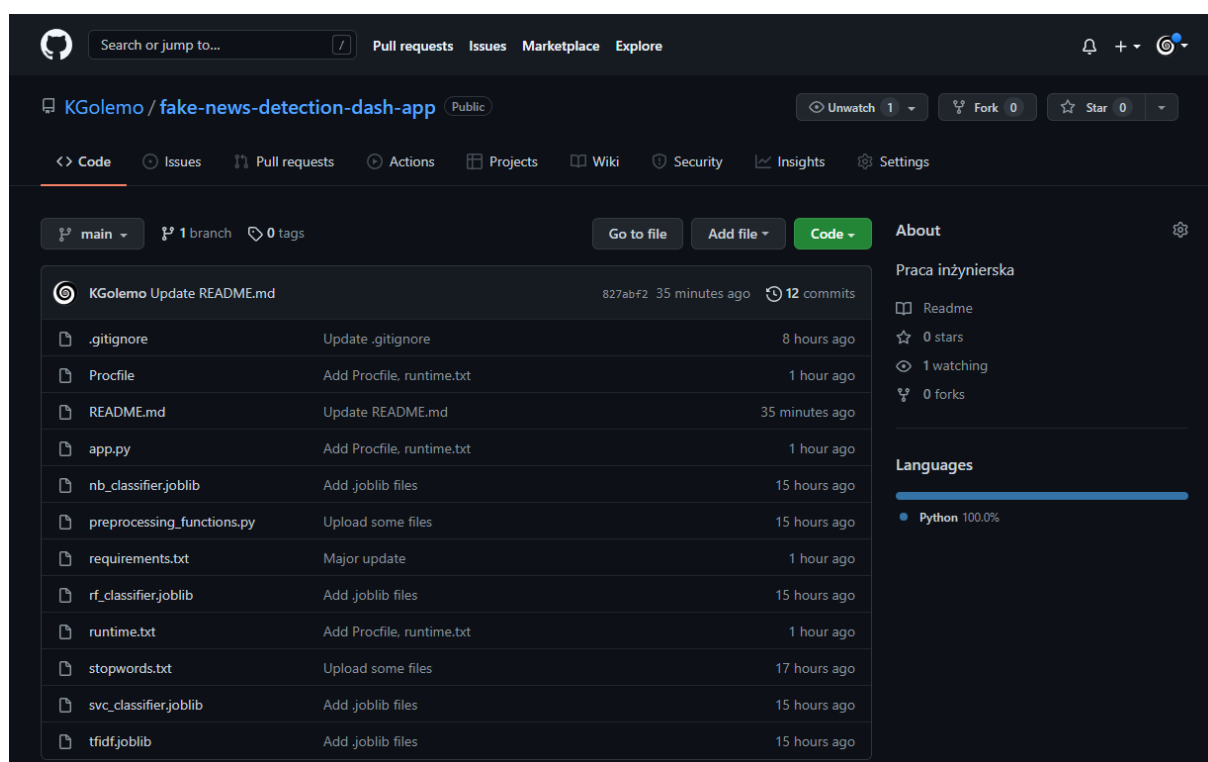 Search or jump to... / Pull requests Issues Marketplace Explore
KGolemo / fake-news-detection-dash-app Public Unwatch 1 Fork 0 Star 0
Code Issues Pull requests Actions Projects Wiki Security Insights Settings
main 1 branch 0 tags Go to file Add file Code
KGolemo Update README.md 827abf2 35 minutes ago 12 commits
.gitignore Update .gitignore 8 hours ago
Procfile Add Procfile, runtime.txt 1 hour ago
README.md Update README.md 35 minutes ago
app.py Add Procfile, runtime.txt 1 hour ago
nb_classifier.joblib Add .joblib files 15 hours ago
preprocessing_functions.py Upload some files 15 hours ago
requirements.txt Major update 1 hour ago
rf_classifier.joblib Add .joblib files 15 hours ago
runtime.txt Add Procfile, runtime.txt 1 hour ago
stopwords.txt Upload some files 17 hours ago
svc_classifier.joblib Add .joblib files 15 hours ago
tfidf.joblib Add .joblib files 15 hours ago
About
Praca inżynierska
Readme
0 stars
1 watching
0 forks
Languages
Python 100.0%